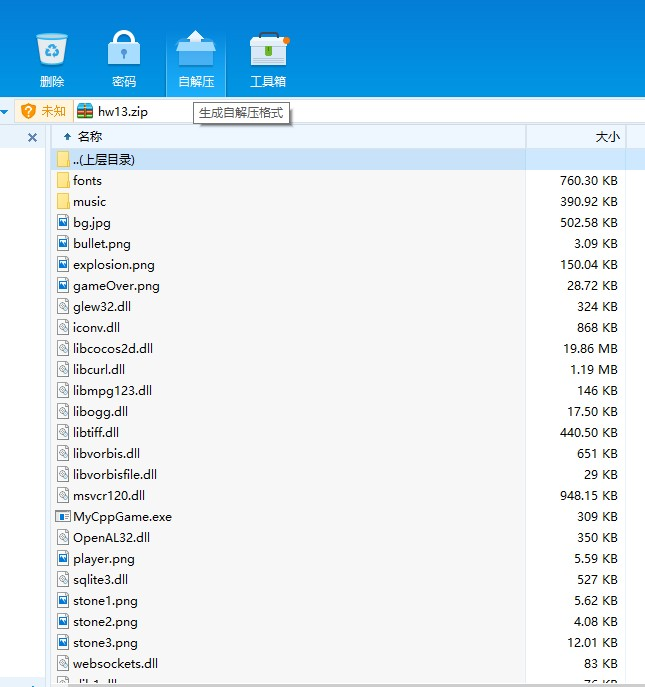 删除 密码 自解压 工具箱
未知 hw13.zip 生成自解压格式
名称 大小
..(上层目录)
fonts 760.30 KB
music 390.92 KB
bg.jpg 502.58 KB
bullet.png 3.09 KB
explosion.png 150.04 KB
gameOver.png 28.72 KB
glew32.dll 324 KB
iconv.dll 868 KB
libcocos2d.dll 19.86 MB
libcurl.dll 1.19 MB
libmpg123.dll 146 KB
libogg.dll 17.50 KB
libtiff.dll 440.50 KB
libvorbis.dll 651 KB
libvorbisfile.dll 29 KB
msvcr120.dll 948.15 KB
MyCppGame.exe 309 KB
OpenAL32.dll 350 KB
player.png 5.59 KB
sqlite3.dll 527 KB
stone1.png 5.62 KB
stone2.png 4.08 KB
stone3.png 12.01 KB
websockets.dll 83 KB